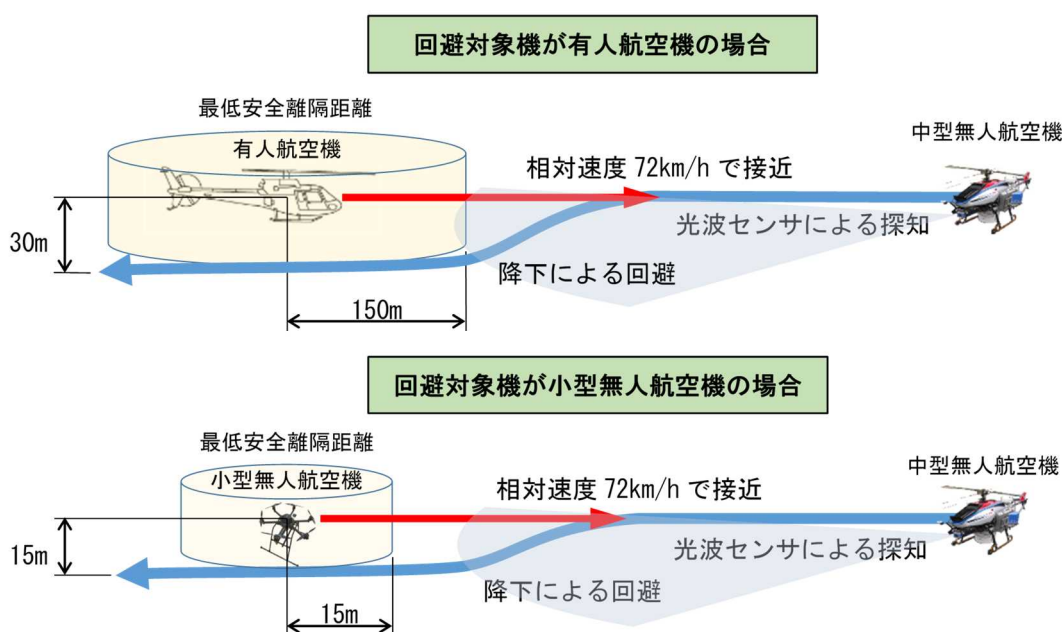 回避対象機が有人航空機の場合
最低安全離隔距離
有人航空機
中型無人航空機
相対速度 72km/h で接近
光波センサによる探知
30m
降下による回避
150m
回避対象機が小型無人航空機の場合
最低安全離隔距離
小型無人航空機
中型無人航空機
相対速度 72km/h で接近
光波センサによる探知
15m
降下による回避
15m